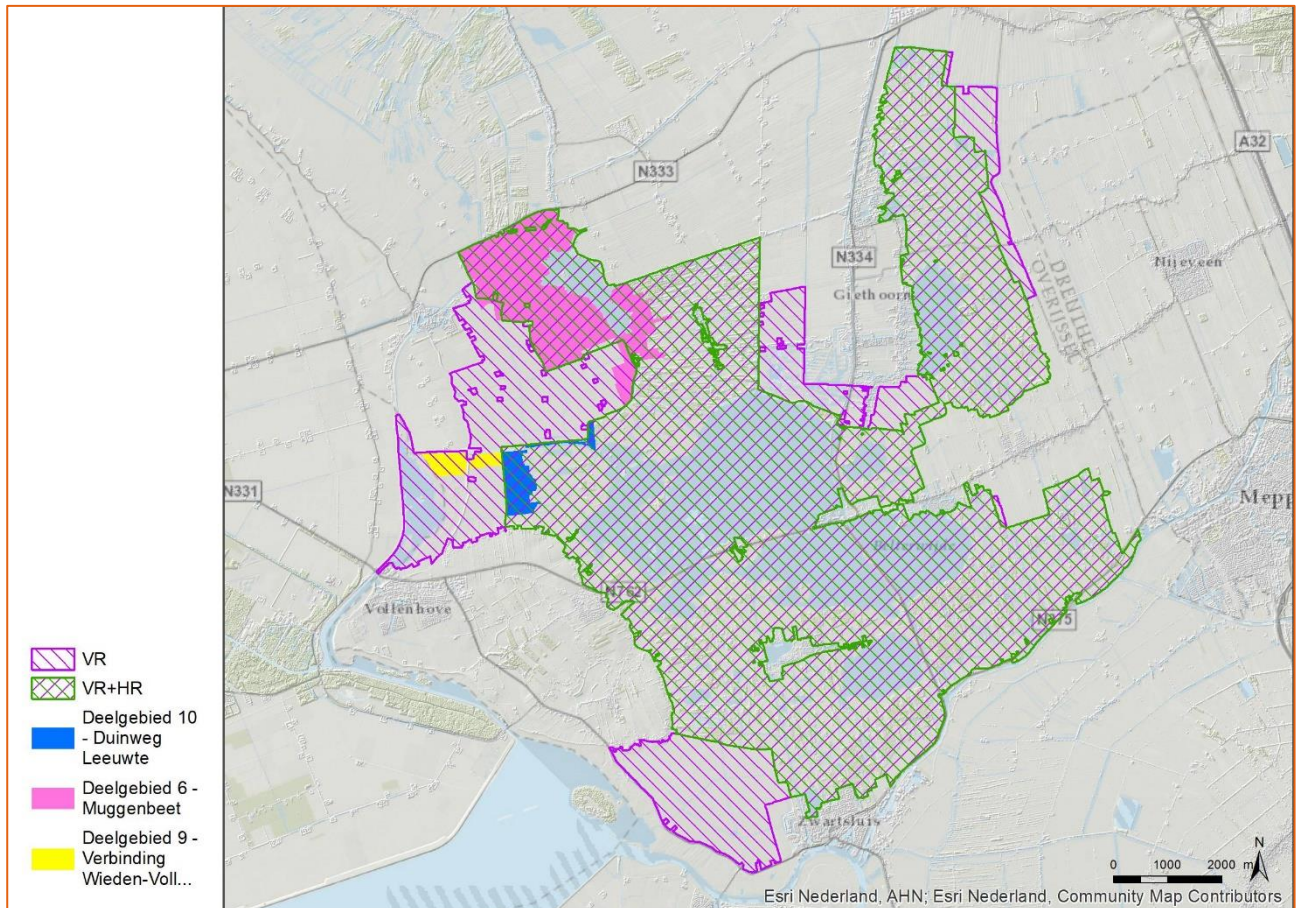 N333
A32
N334
Nijeveen
Giethoorn
DRENTHE
OVERIJSSEL
N331
Mepp
N762
Vollenhove
N375
Zwartsluis
VR
VR+HR
Deelgebied 10
- Duinweg
Leeuwte
Deelgebied 6 -
Muggenbeet
Deelgebied 9 -
Verbinding
Wieden-Voll...
N
0 1000 2000 m
Esri Nederland, AHN; Esri Nederland, Community Map Contributors